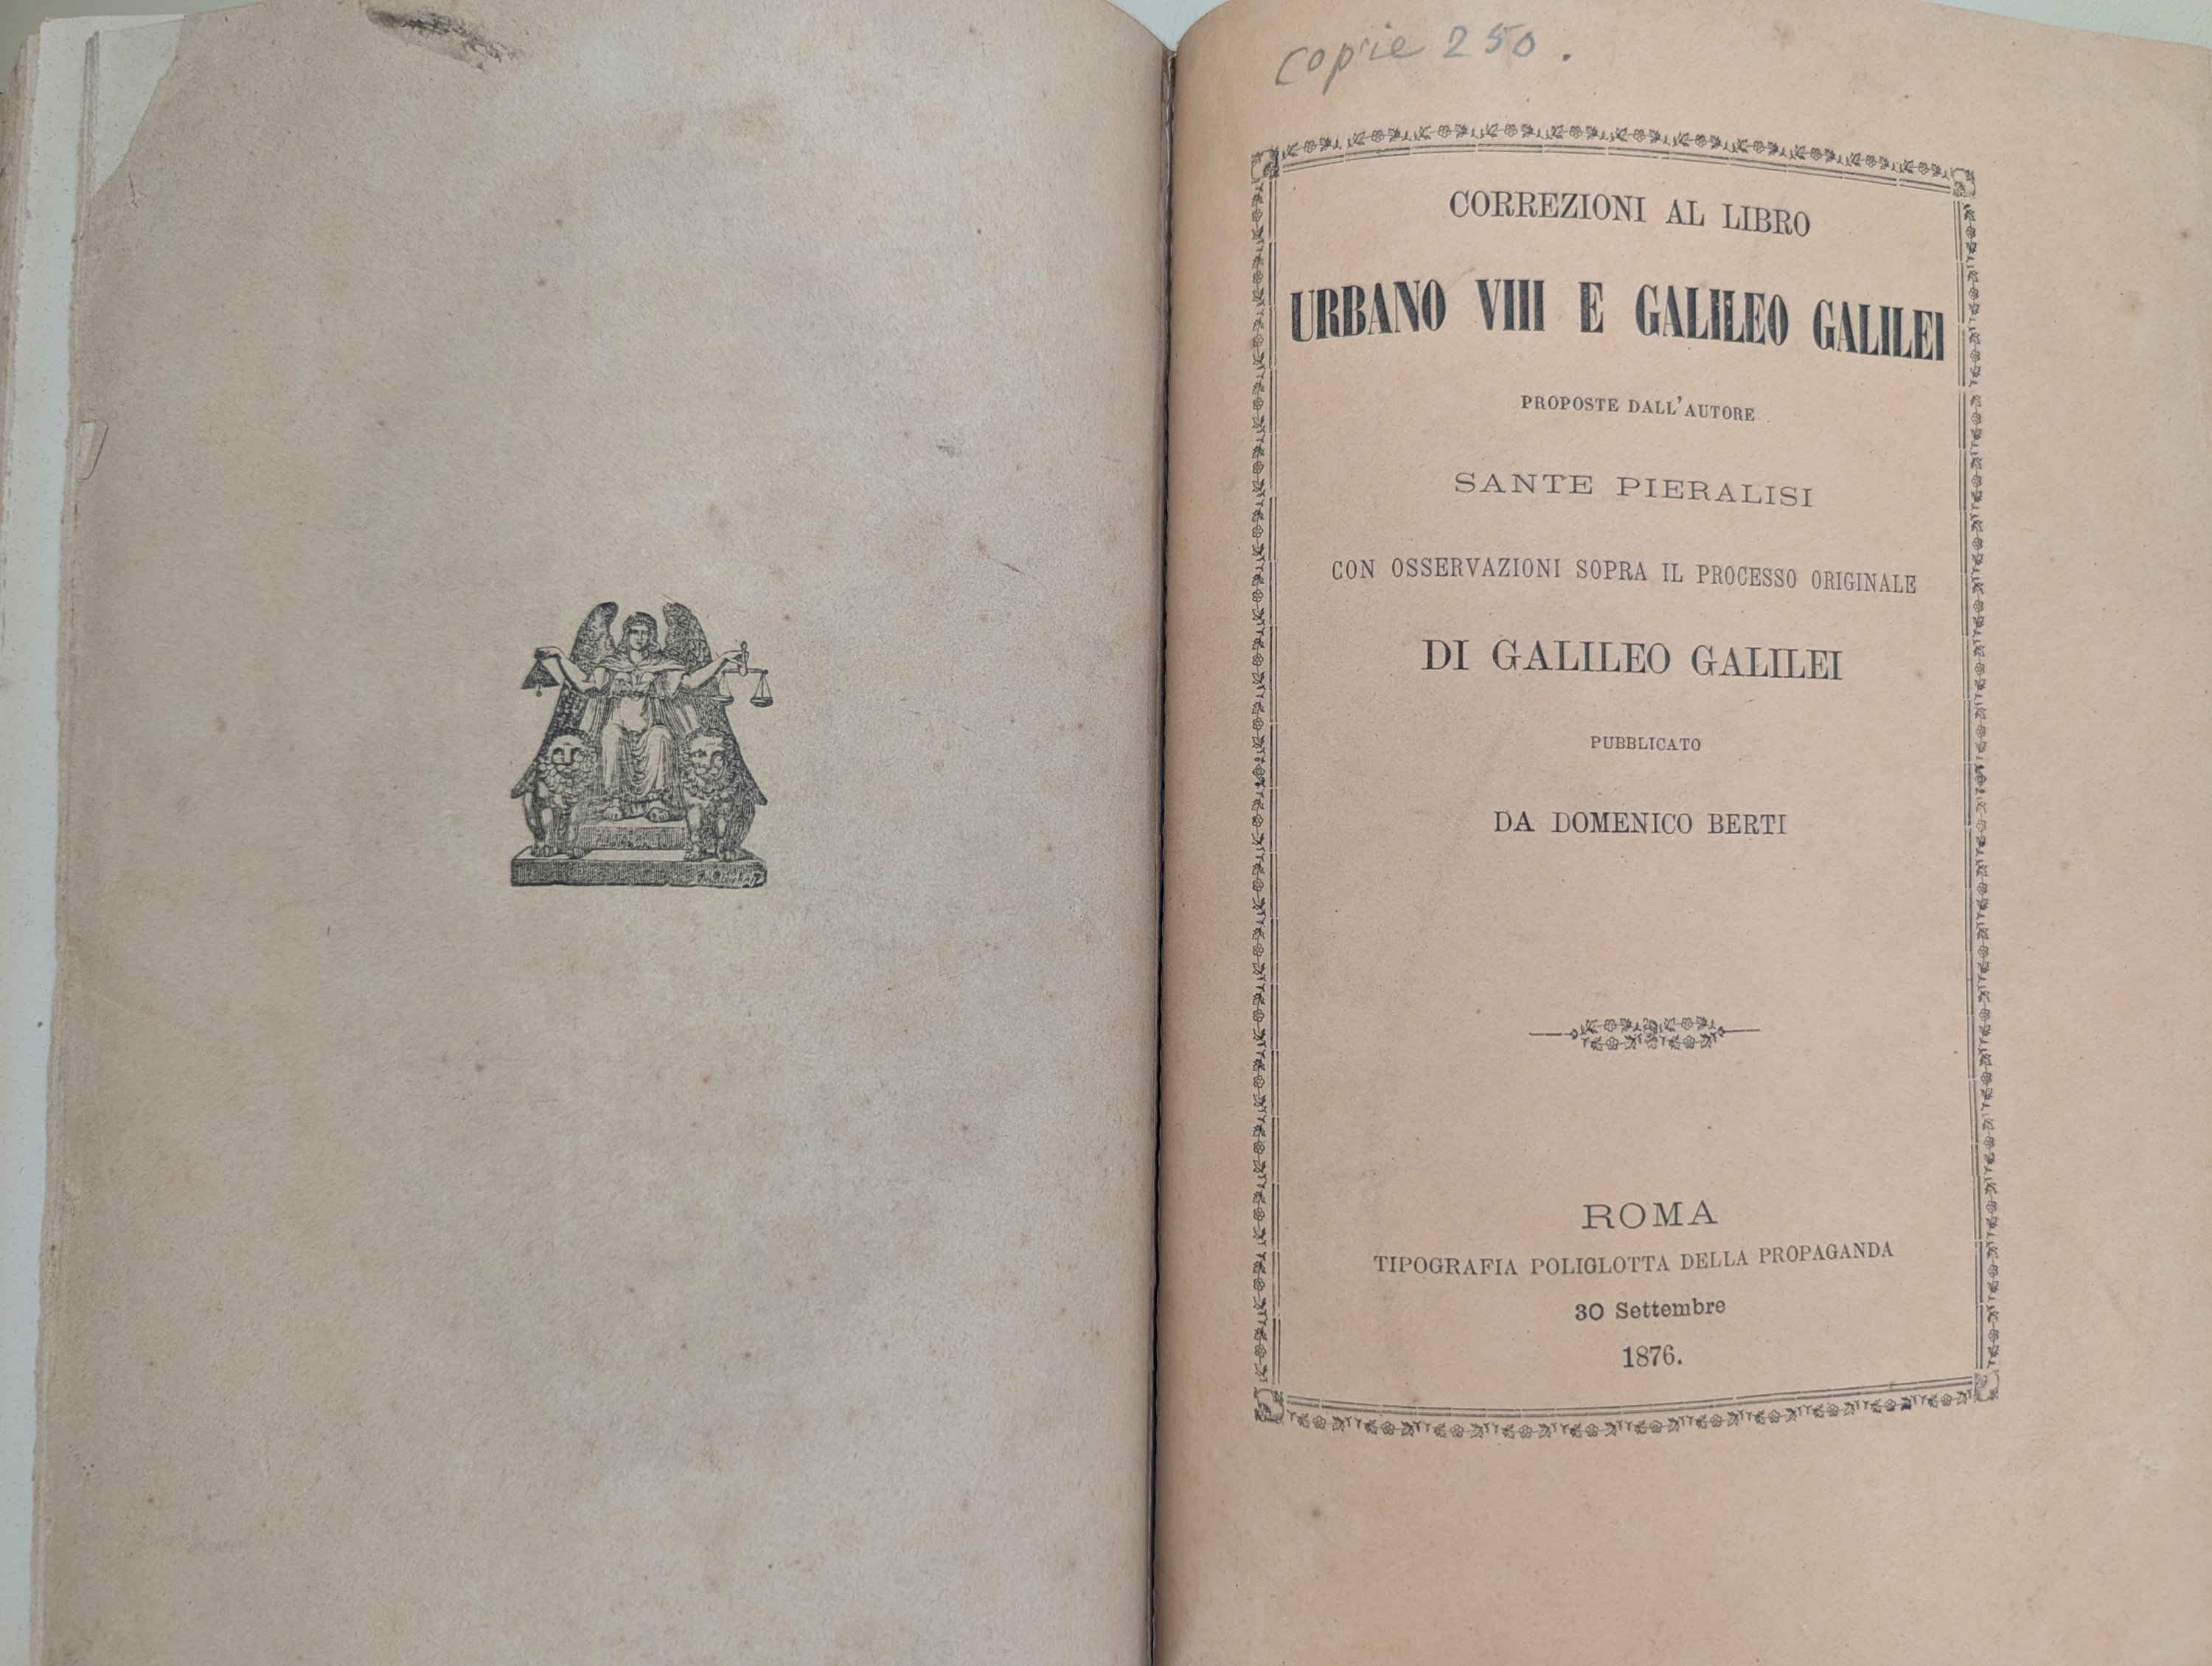 copie 250.
CORREZIONI AL LIBRO
URBANO VIII E GALILEO GALILEI
PROPOSTE DALL'AUTORE
SANTE PIERALISI
CON OSSERVAZIONI SOPRA IL PROCESSO ORIGINALE
DI GALILEO GALILEI
PUBBLICATO
DA DOMENICO BERTI
ROMA
TIPOGRAFIA POLIGLOTTA DELLA PROPAGANDA
30 Settembre
1876.